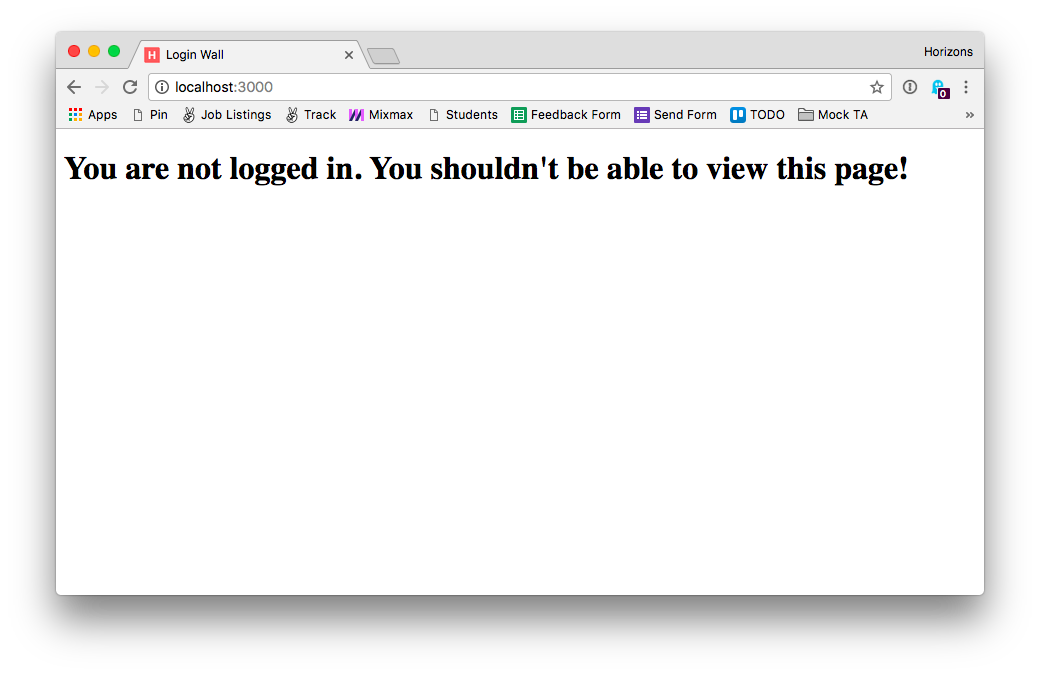 H Login Wall
Horizons
localhost:3000
Apps Pin Job Listings Track Mixmax Students Feedback Form Send Form TODO Mock TA »
0
You are not logged in. You shouldn't be able to view this page!